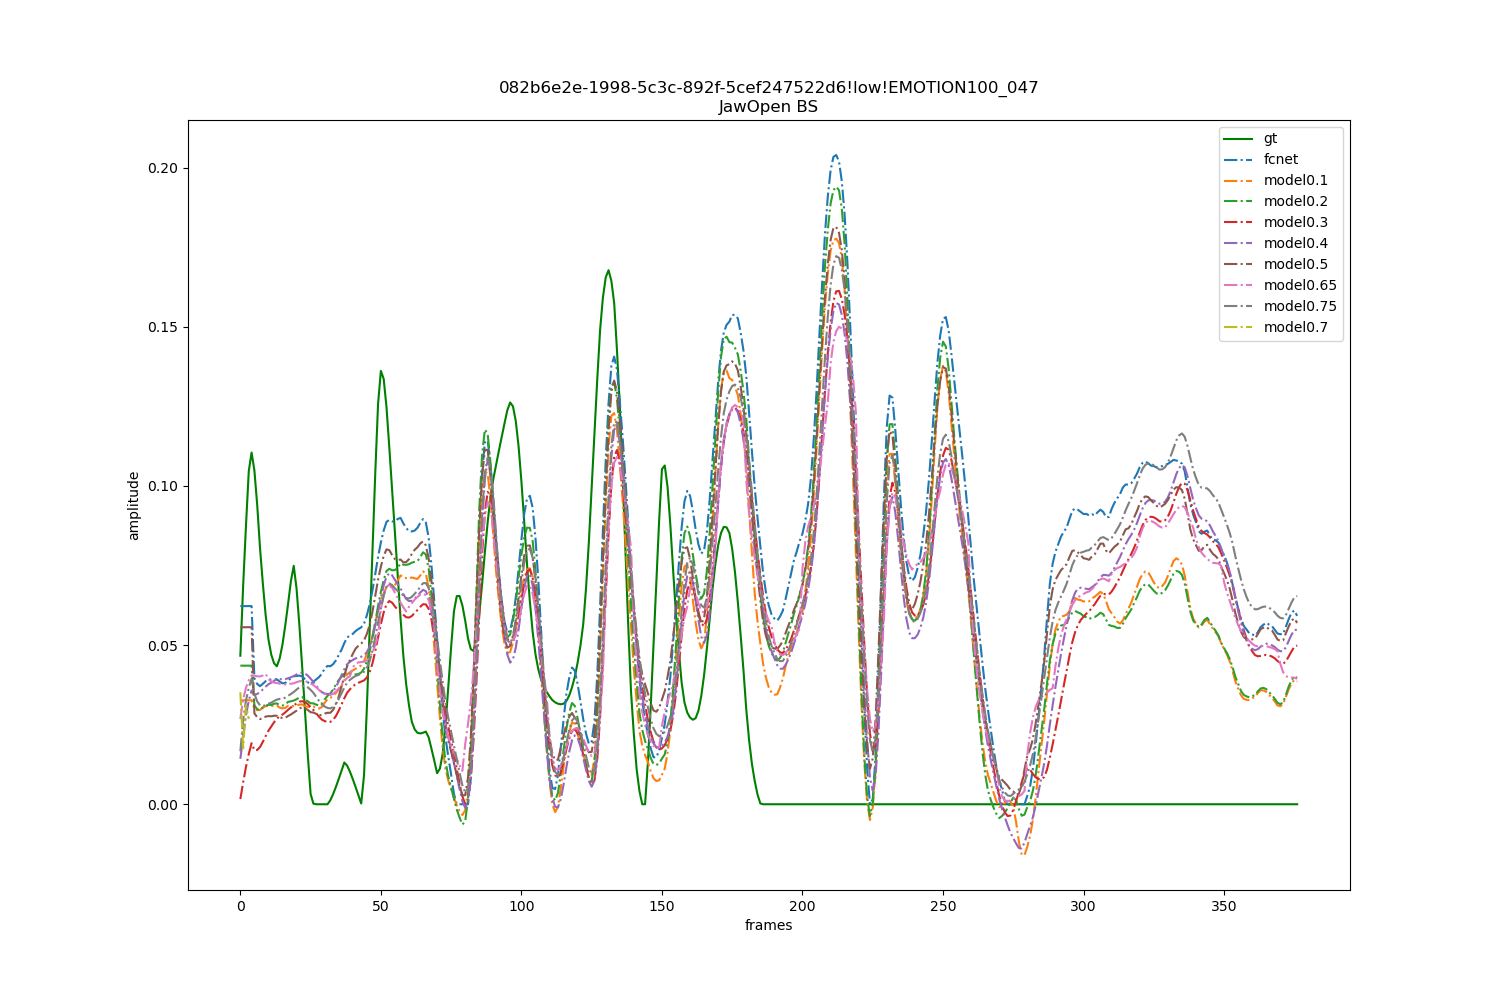 082b6e2e-1998-5c3c-892f-5cef247522d6!low!EMOTION100_047
JawOpen BS
gt
fcnet
model0.1
model0.2
model0.3
model0.4
model0.5
model0.65
model0.75
model0.7
0.20
0.15
0.10
0.05
0.00
amplitude
0 50 100 150 200 250 300 350
frames